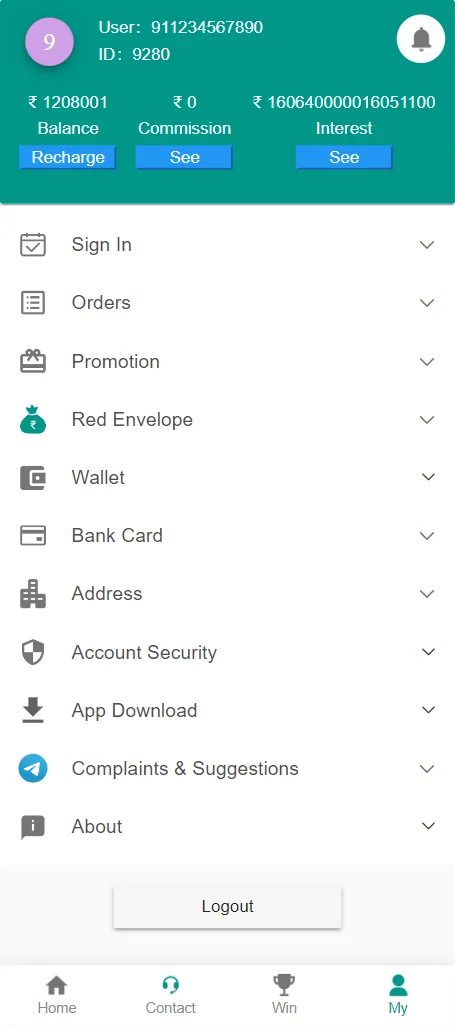 9
User: 911234567890
ID: 9280
₹ 1208001
Balance
Recharge
₹ 0
Commission
See
₹ 160640000016051100
Interest
See
Sign In
Orders
Promotion
₹
Red Envelope
Wallet
Bank Card
Address
Account Security
App Download
Complaints & Suggestions
About
Logout
Home
Contact
Win
My